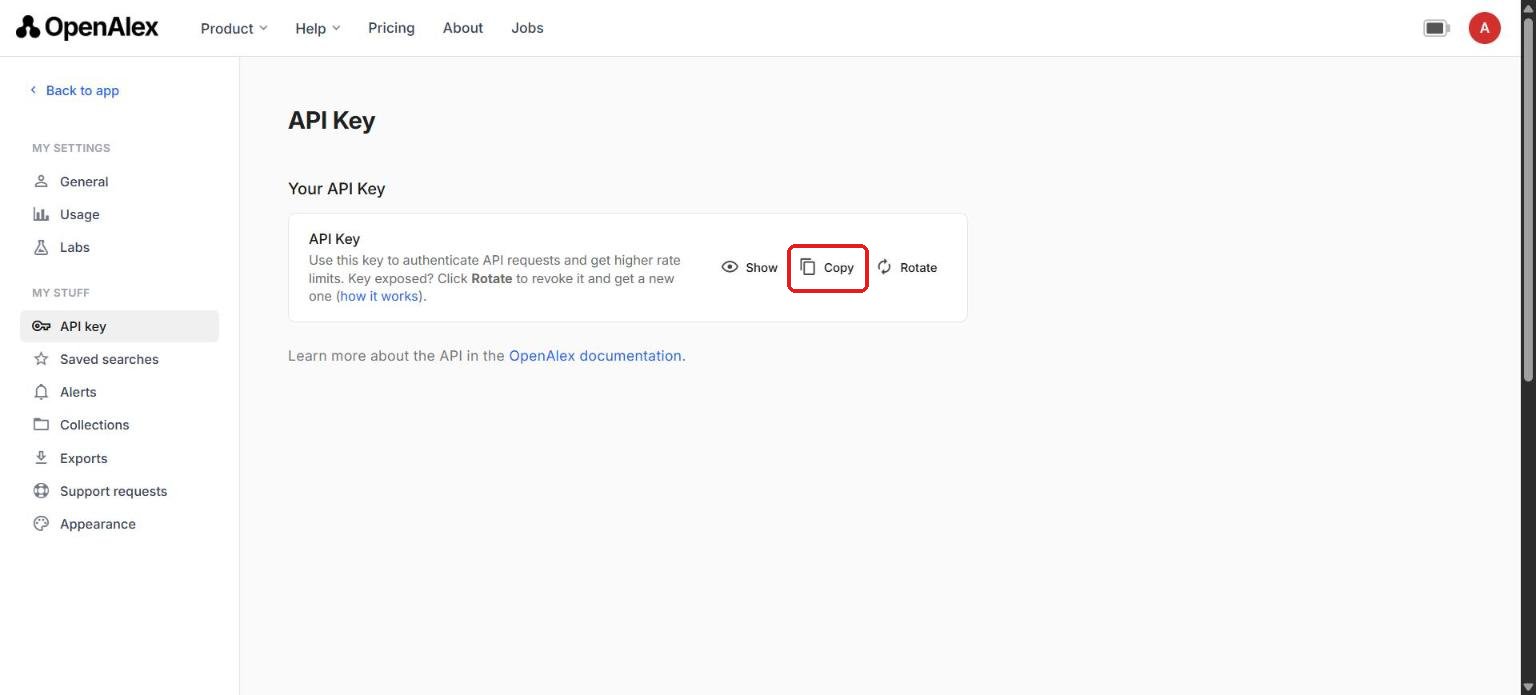 OpenAlex
Product
Help
Pricing
About
Jobs
A
Back to app
MY SETTINGS
General
Usage
Labs
MY STUFF
API key
Saved searches
Alerts
Collections
Exports
Support requests
Appearance
API Key
Your API Key
API Key
Use this key to authenticate API requests and get higher rate
limits. Key exposed? Click Rotate to revoke it and get a new
one (how it works).
Show
Copy
Rotate
Learn more about the API in the OpenAlex documentation.